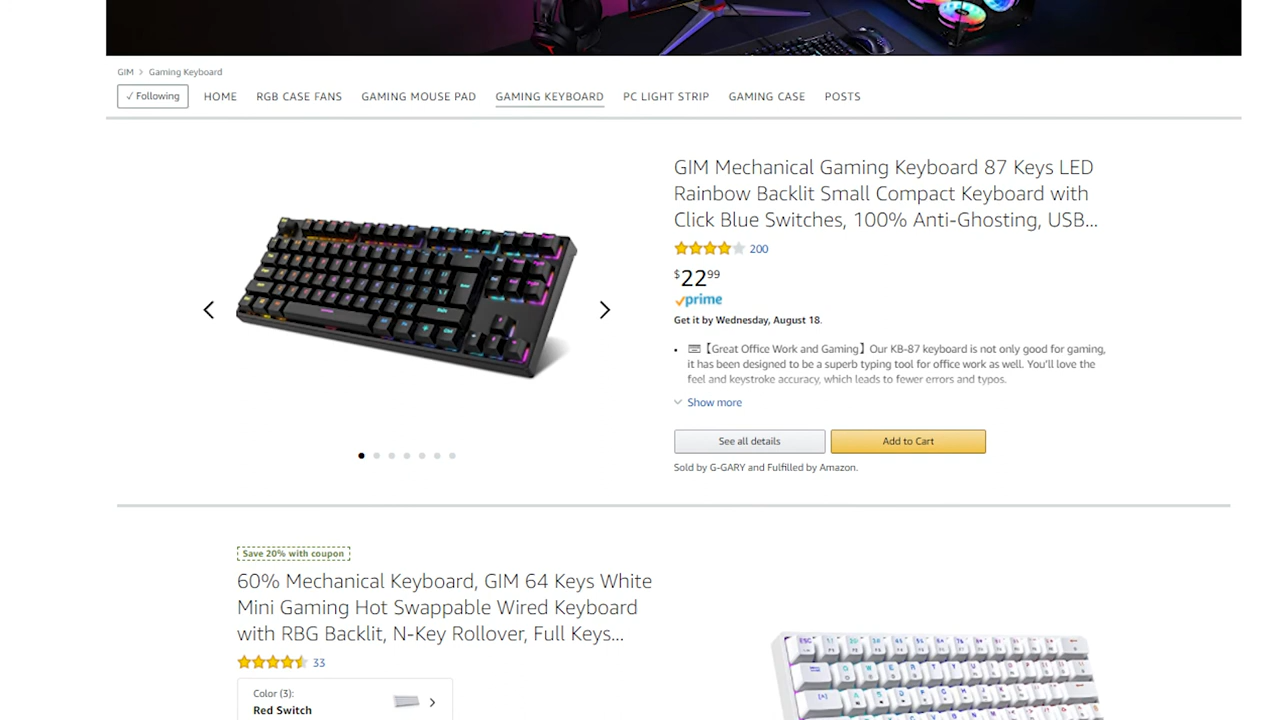 GIM > Gaming Keyboard
✓ Following HOME RGB CASE FANS GAMING MOUSE PAD GAMING KEYBOARD PC LIGHT STRIP GAMING CASE POSTS
GIM Mechanical Gaming Keyboard 87 Keys LED
Rainbow Backlit Small Compact Keyboard with
Click Blue Switches, 100% Anti-Ghosting, USB...
200
$22.99
prime
Get it by Wednesday, August 18.
• ⌨【Great Office Work and Gaming】Our KB-87 keyboard is not only good for gaming,
it has been designed to be a superb typing tool for office work as well. You'll love the
feel and keystroke accuracy, which leads to fewer errors and typos.
Show more
See all details Add to Cart
Sold by G-GARY and Fulfilled by Amazon.
Save 20% with coupon
60% Mechanical Keyboard, GIM 64 Keys White
Mini Gaming Hot Swappable Wired Keyboard
with RBG Backlit, N-Key Rollover, Full Keys...
33
Color (3):
Red Switch